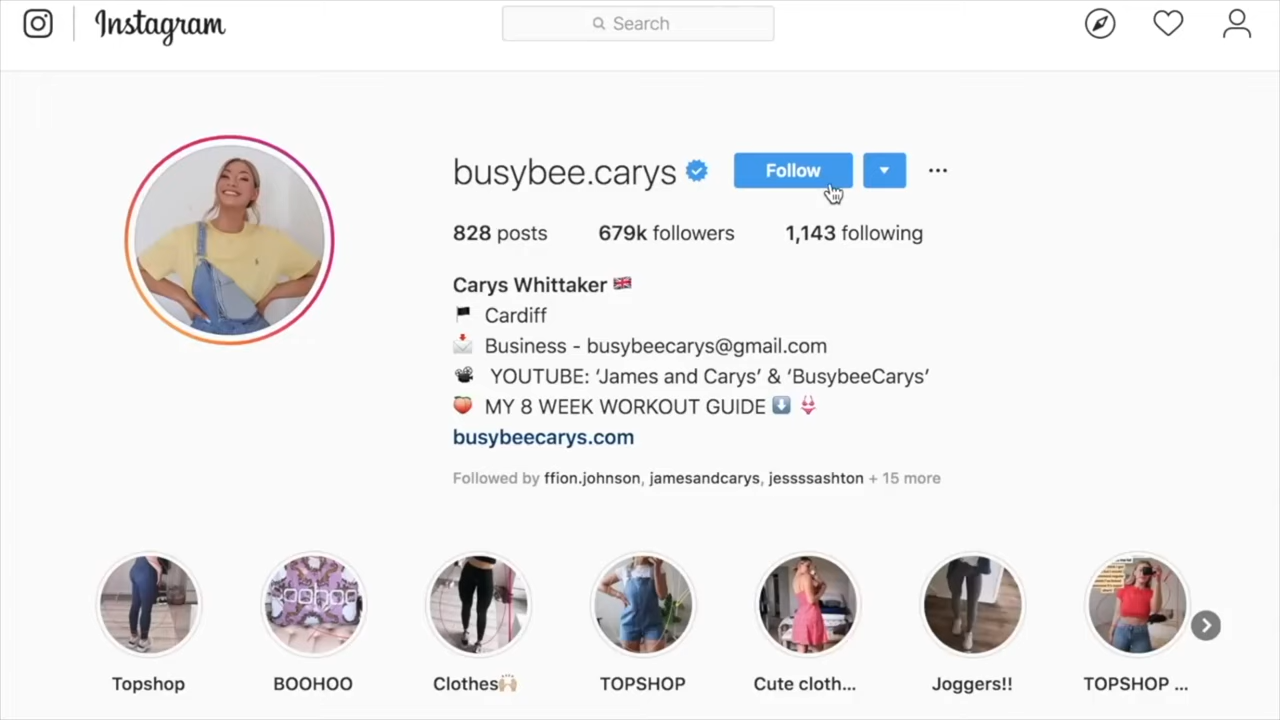 Instagram
Search
busybee.carys
Follow
828 posts 679k followers 1,143 following
Carys Whittaker 🇬🇧
🏴 Cardiff
📩 Business - busybeecarys@gmail.com
📽 YOUTUBE: ‘James and Carys’ & ‘BusybeeCarys’
🍑 MY 8 WEEK WORKOUT GUIDE ⬇️ 👙
busybeecarys.com
Followed by ffion.johnson, jamesandcarys, jessssashton + 15 more
boohoo
Topshop BOOHOO Clothes🙌🏼 TOPSHOP Cute cloth... Joggers!! TOPSHOP ...